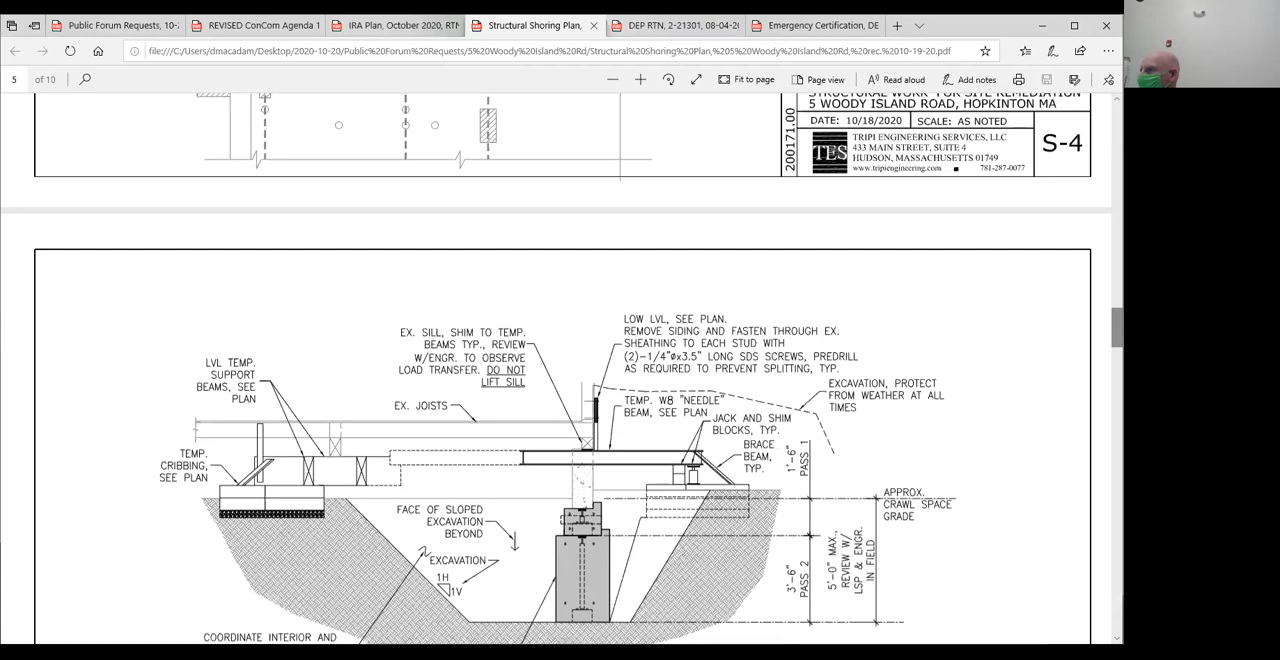 Public Forum Requests, 10-
REVISED ConCom Agenda 1
IRA Plan, October 2020, RTN
Structural Shoring Plan,
DEP RTN, 2-21301, 08-04-2
Emergency Certification, DE
file:///C:/Users/dmacadam/Desktop/2020-10-20/Public%20Forum%20Requests/5%20Woody%20Island%20Rd/Structural%20Shoring%20Plan,%205%20Woody%20Island%20Rd,%20rec.%2010-19-20.pdf
5 of 10
Fit to page
Page view
Read aloud
Add notes
STRUCTURAL WORK FOR SITE REMEDIATION
5 WOODY ISLAND ROAD, HOPKINTON MA
200171.00
DATE: 10/18/2020
SCALE: AS NOTED
TES
TRIPI ENGINEERING SERVICES, LLC
433 MAIN STREET, SUITE 4
HUDSON, MASSACHUSETTS 01749
www.tripiengineering.com ■ 781-287-0077
S-4
LOW LVL, SEE PLAN.
REMOVE SIDING AND FASTEN THROUGH EX.
SHEATHING TO EACH STUD WITH
(2)-1/4"øx3.5" LONG SDS SCREWS, PREDRILL
AS REQUIRED TO PREVENT SPLITTING, TYP.
EX. SILL, SHIM TO TEMP.
BEAMS TYP., REVIEW
W/ENGR. TO OBSERVE
LOAD TRANSFER. DO NOT
LIFT SILL
LVL TEMP.
SUPPORT
BEAMS, SEE
PLAN
EX. JOISTS
EXCAVATION, PROTECT
FROM WEATHER AT ALL
TIMES
TEMP. W8 "NEEDLE"
BEAM, SEE PLAN
JACK AND SHIM
BLOCKS, TYP.
BRACE
BEAM,
TYP.
TEMP.
CRIBBING,
SEE PLAN
1'-6"
PASS 1
APPROX.
CRAWL SPACE
GRADE
FACE OF SLOPED
EXCAVATION
BEYOND
EXCAVATION
1H
1V
3'-6"
PASS 2
5'-0" MAX.,
REVIEW W/
LSP & ENGR.
IN FIELD
COORDINATE INTERIOR AND